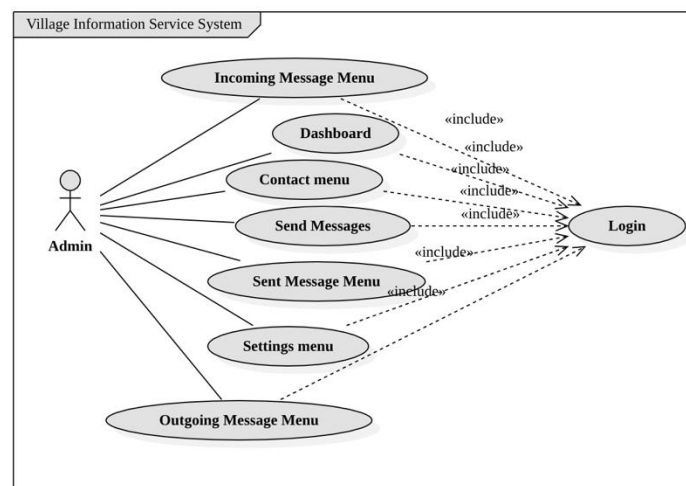 Village Information Service System
Incoming Message Menu
«include»
Dashboard
«include»
«include»
Contact menu
«include»
Send Messages
«include»
Login
Admin
«include»
Sent Message Menu
«include»
Settings menu
Outgoing Message Menu